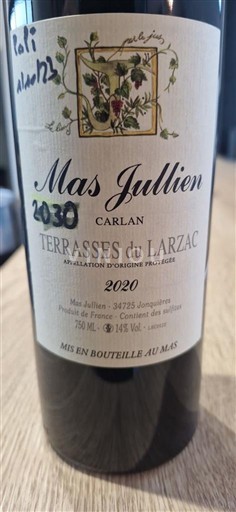 Mas Jullien
2030
CARLAN
TERRASSES du LARZAC
APPELLATION D'ORIGINE PROTÉGÉE
2020
Mas Jullien - 34725 Jonquières
Produit de France - Contient des sulfites
750 ML - 14% Vol. -
MIS EN BOUTEILLE AU MAS